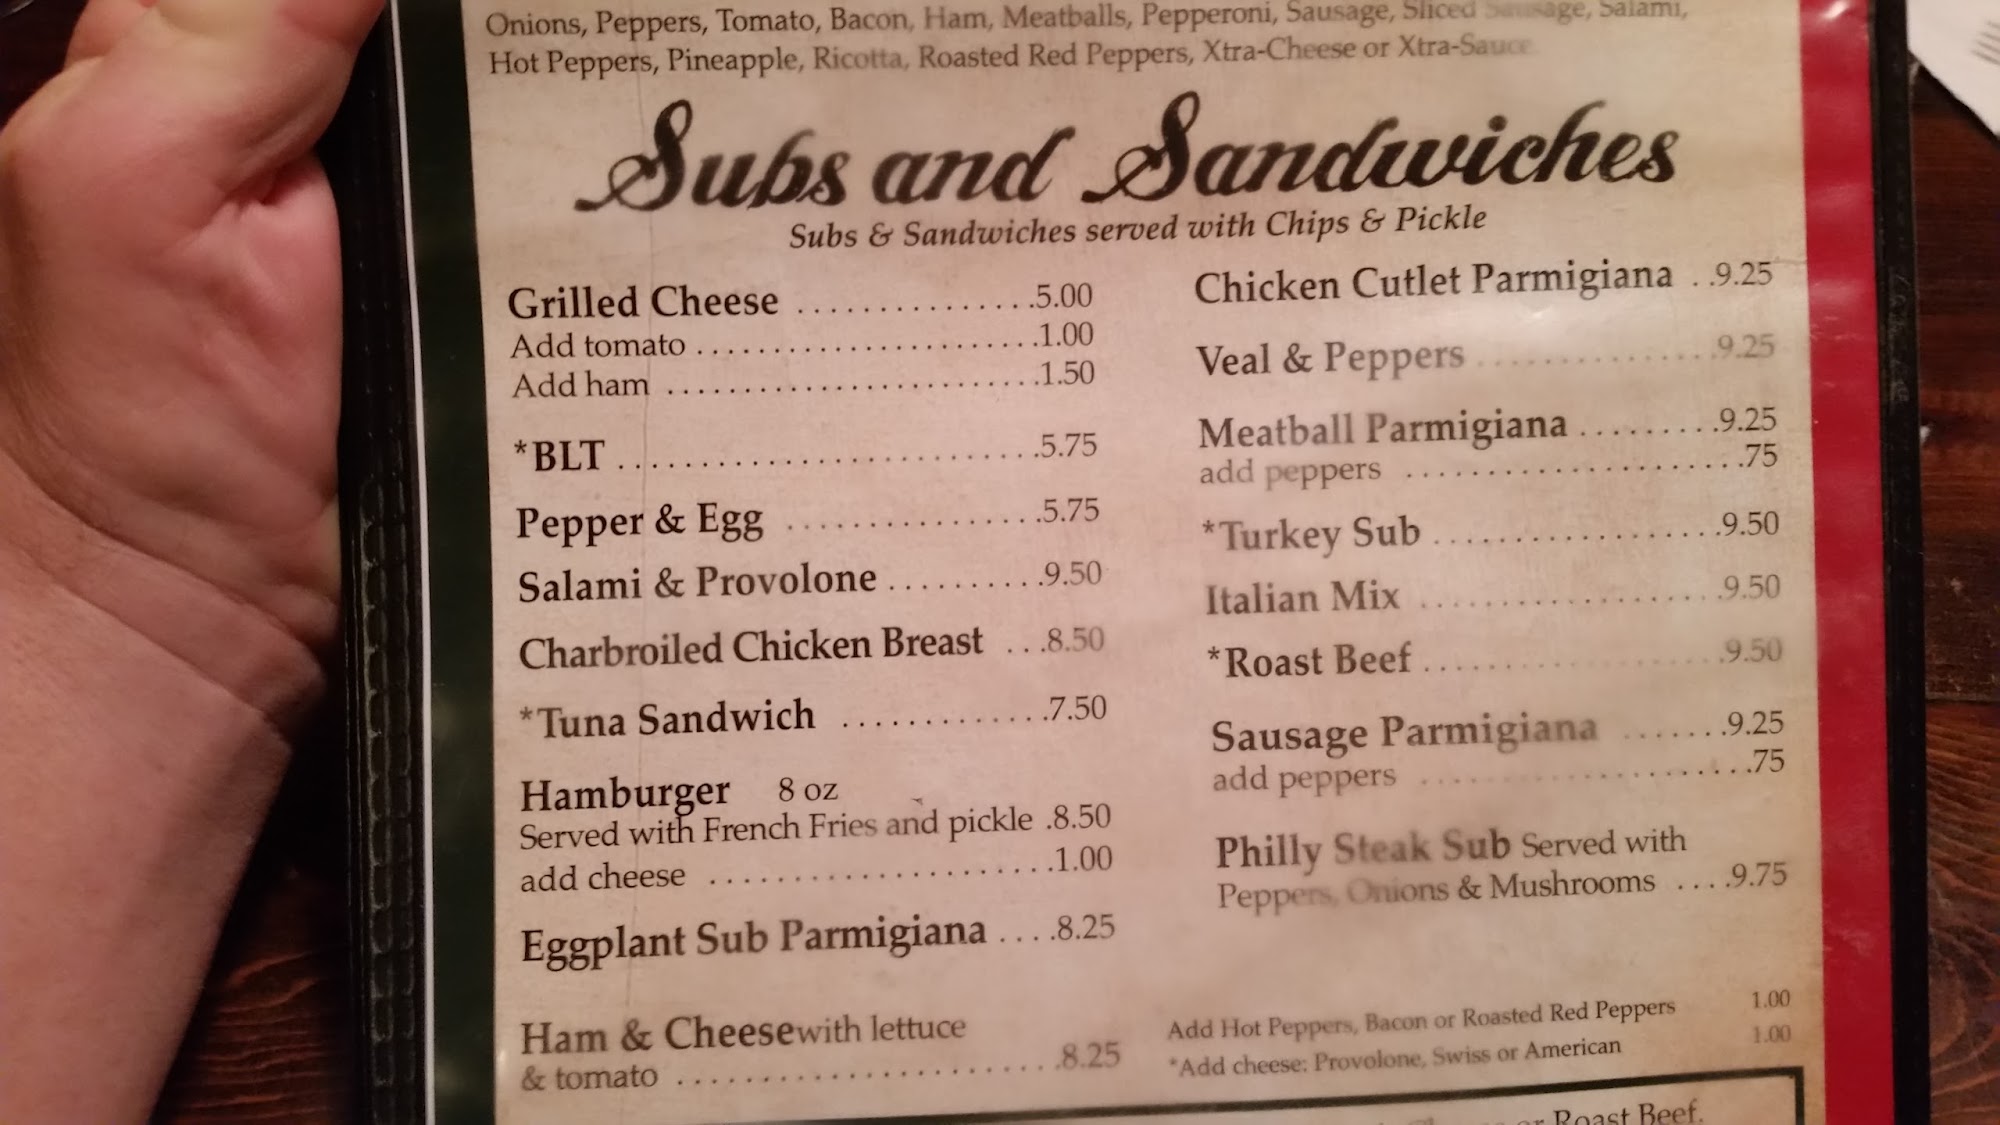 Onions, Peppers, Tomato, Bacon, Ham, Meatballs, Pepperoni, Sausage, Sliced Sausage, Salami,
Hot Peppers, Pineapple, Ricotta, Roasted Red Peppers, Xtra-Cheese or Xtra-Sauce
Subs and Sandwiches
Subs & Sandwiches served with Chips & Pickle
Grilled Cheese ...............5.00
Add tomato .......................1.00
Add ham .........................1.50
*BLT ...........................5.75
Pepper & Egg ................5.75
Salami & Provolone ..........9.50
Charbroiled Chicken Breast ...8.50
*Tuna Sandwich .............7.50
Hamburger 8 oz
Served with French Fries and pickle .8.50
add cheese .......................1.00
Eggplant Sub Parmigiana ....8.25
Ham & Cheese with lettuce
& tomato .........................8.25
Chicken Cutlet Parmigiana ..9.25
Veal & Peppers ...............9.25
Meatball Parmigiana .........9.25
add peppers ......................75
*Turkey Sub ..................9.50
Italian Mix ...................9.50
*Roast Beef ...................9.50
Sausage Parmigiana .......9.25
add peppers ......................75
Philly Steak Sub Served with
Peppers, Onions & Mushrooms ....9.75
Add Hot Peppers, Bacon or Roasted Red Peppers 1.00
*Add cheese: Provolone, Swiss or American 1.00
or Roast Beef.